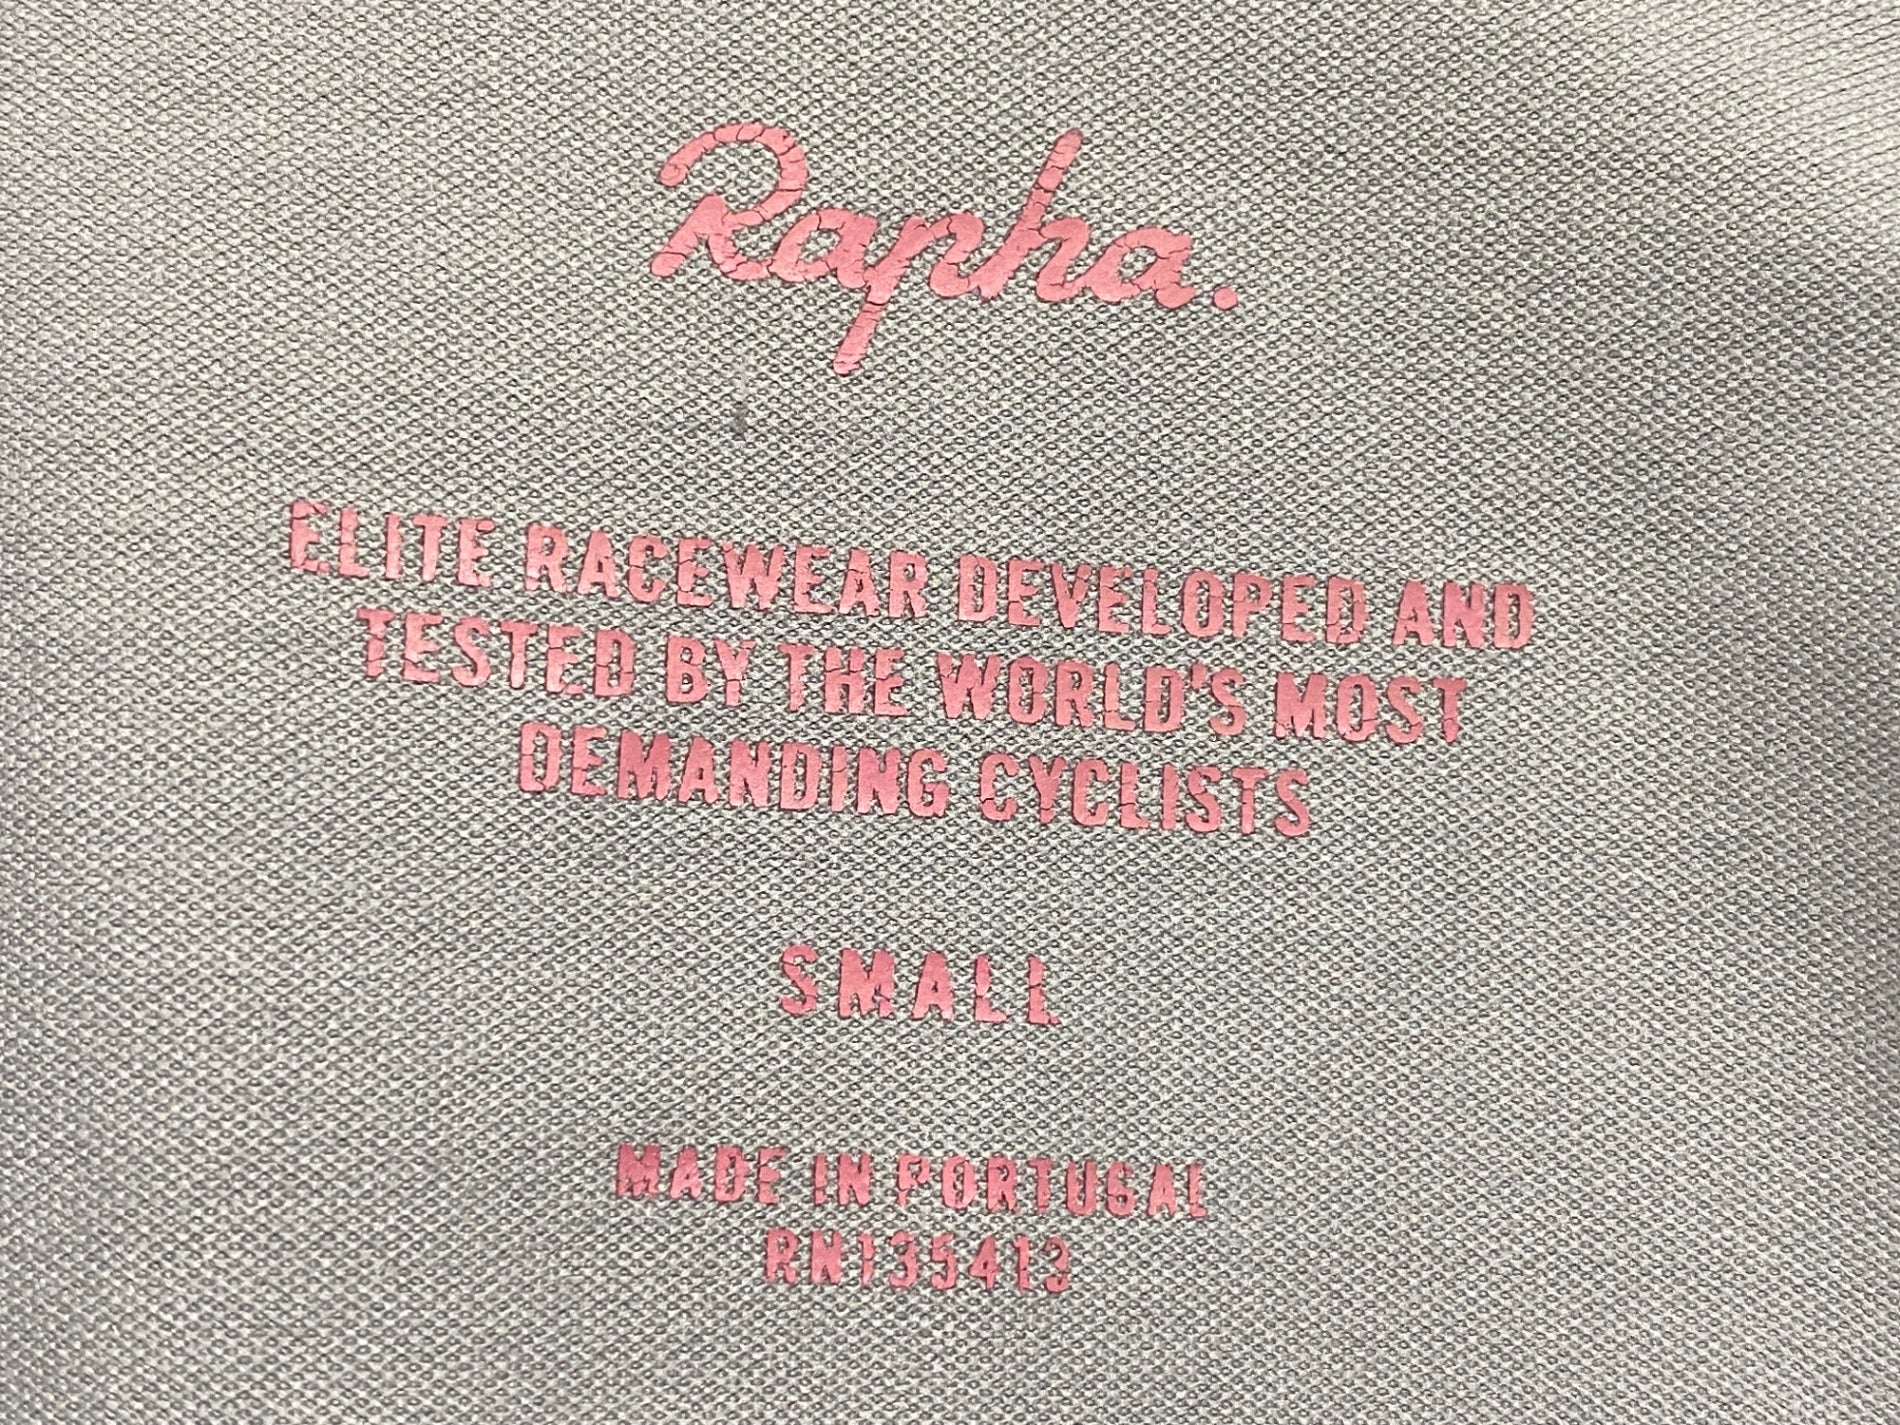 Rapha.
ELITE RACEWEAR DEVELOPED AND
TESTED BY THE WORLD'S MOST
DEMANDING CYCLISTS
SMALL
MADE IN PORTUGAL
RN135413